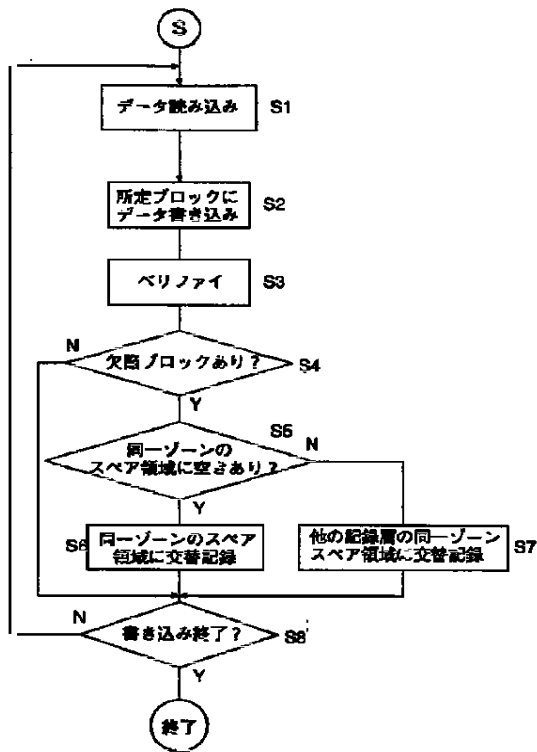 S
データ読み込み
S1
所定ブロックに
データ書き込み
S2
ベリファイ
S3
N
欠陥ブロックあり？
S4
Y
S5
同一ゾーンの
スペア領域に空きあり？
N
Y
S6
同一ゾーンのスペア
領域に交替記録
他の記録層の同一ゾーン
スペア領域に交替記録
S7
N
書き込み終了？
S8
Y
終了